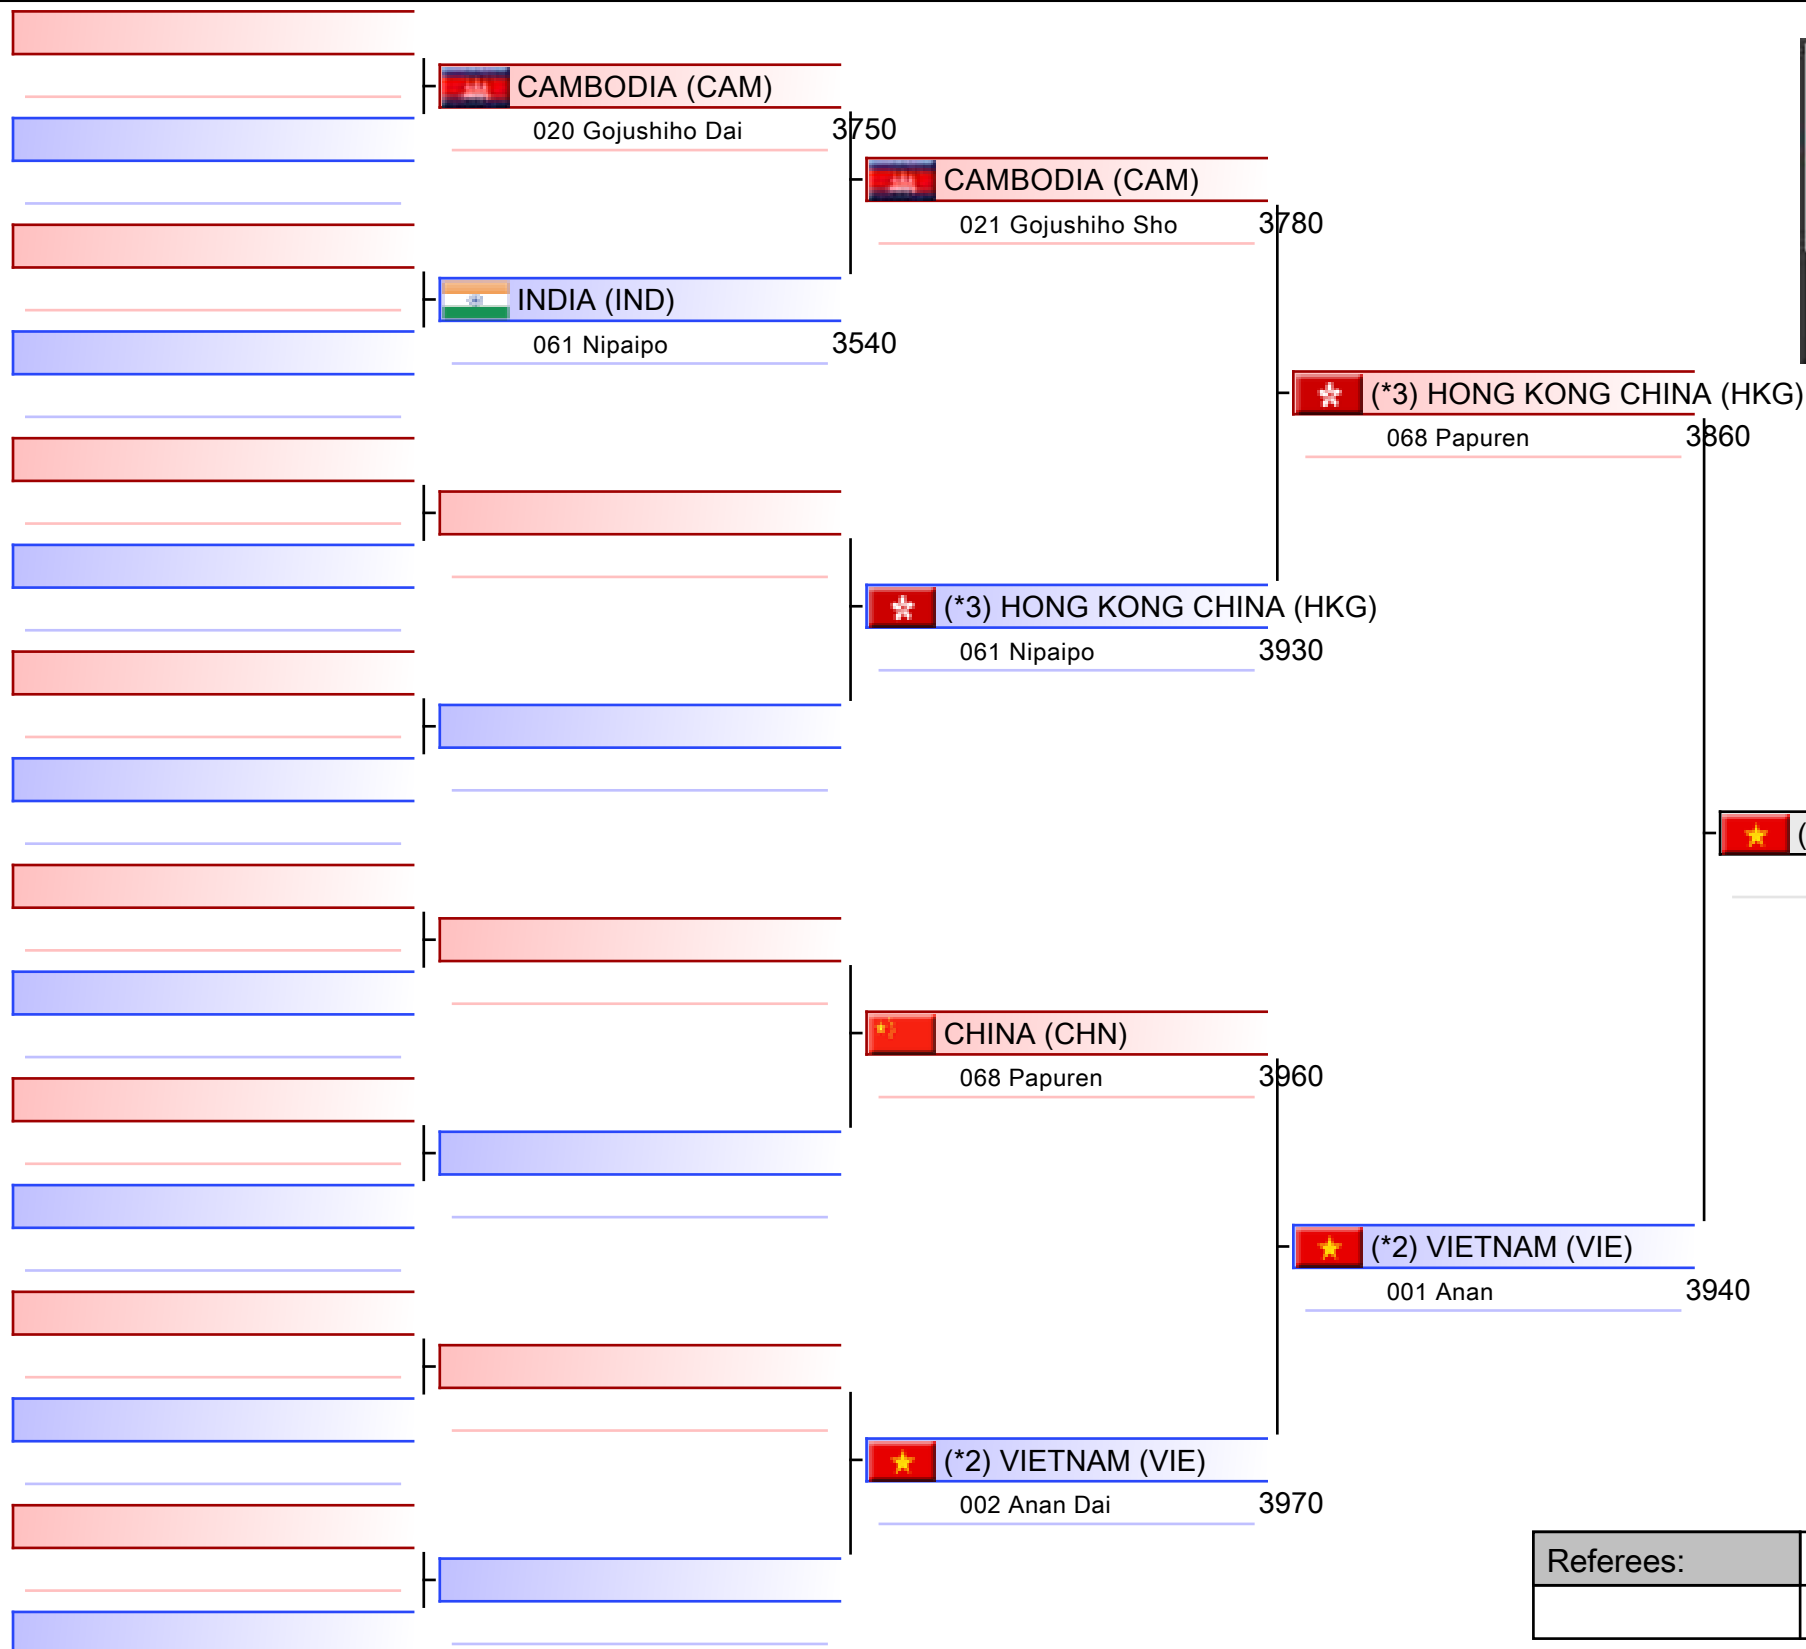 CAMBODIA (CAM)
020 Gojushiho Dai 3750
CAMBODIA (CAM)
021 Gojushiho Sho 3780
INDIA (IND)
061 Nipaipo 3540
(*3) HONG KONG CHINA (HKG)
068 Papuren 3860
(*3) HONG KONG CHINA (HKG)
061 Nipaipo 3930
(
CHINA (CHN)
068 Papuren 3960
(*2) VIETNAM (VIE)
001 Anan 3940
(*2) VIETNAM (VIE)
002 Anan Dai 3970
Referees: